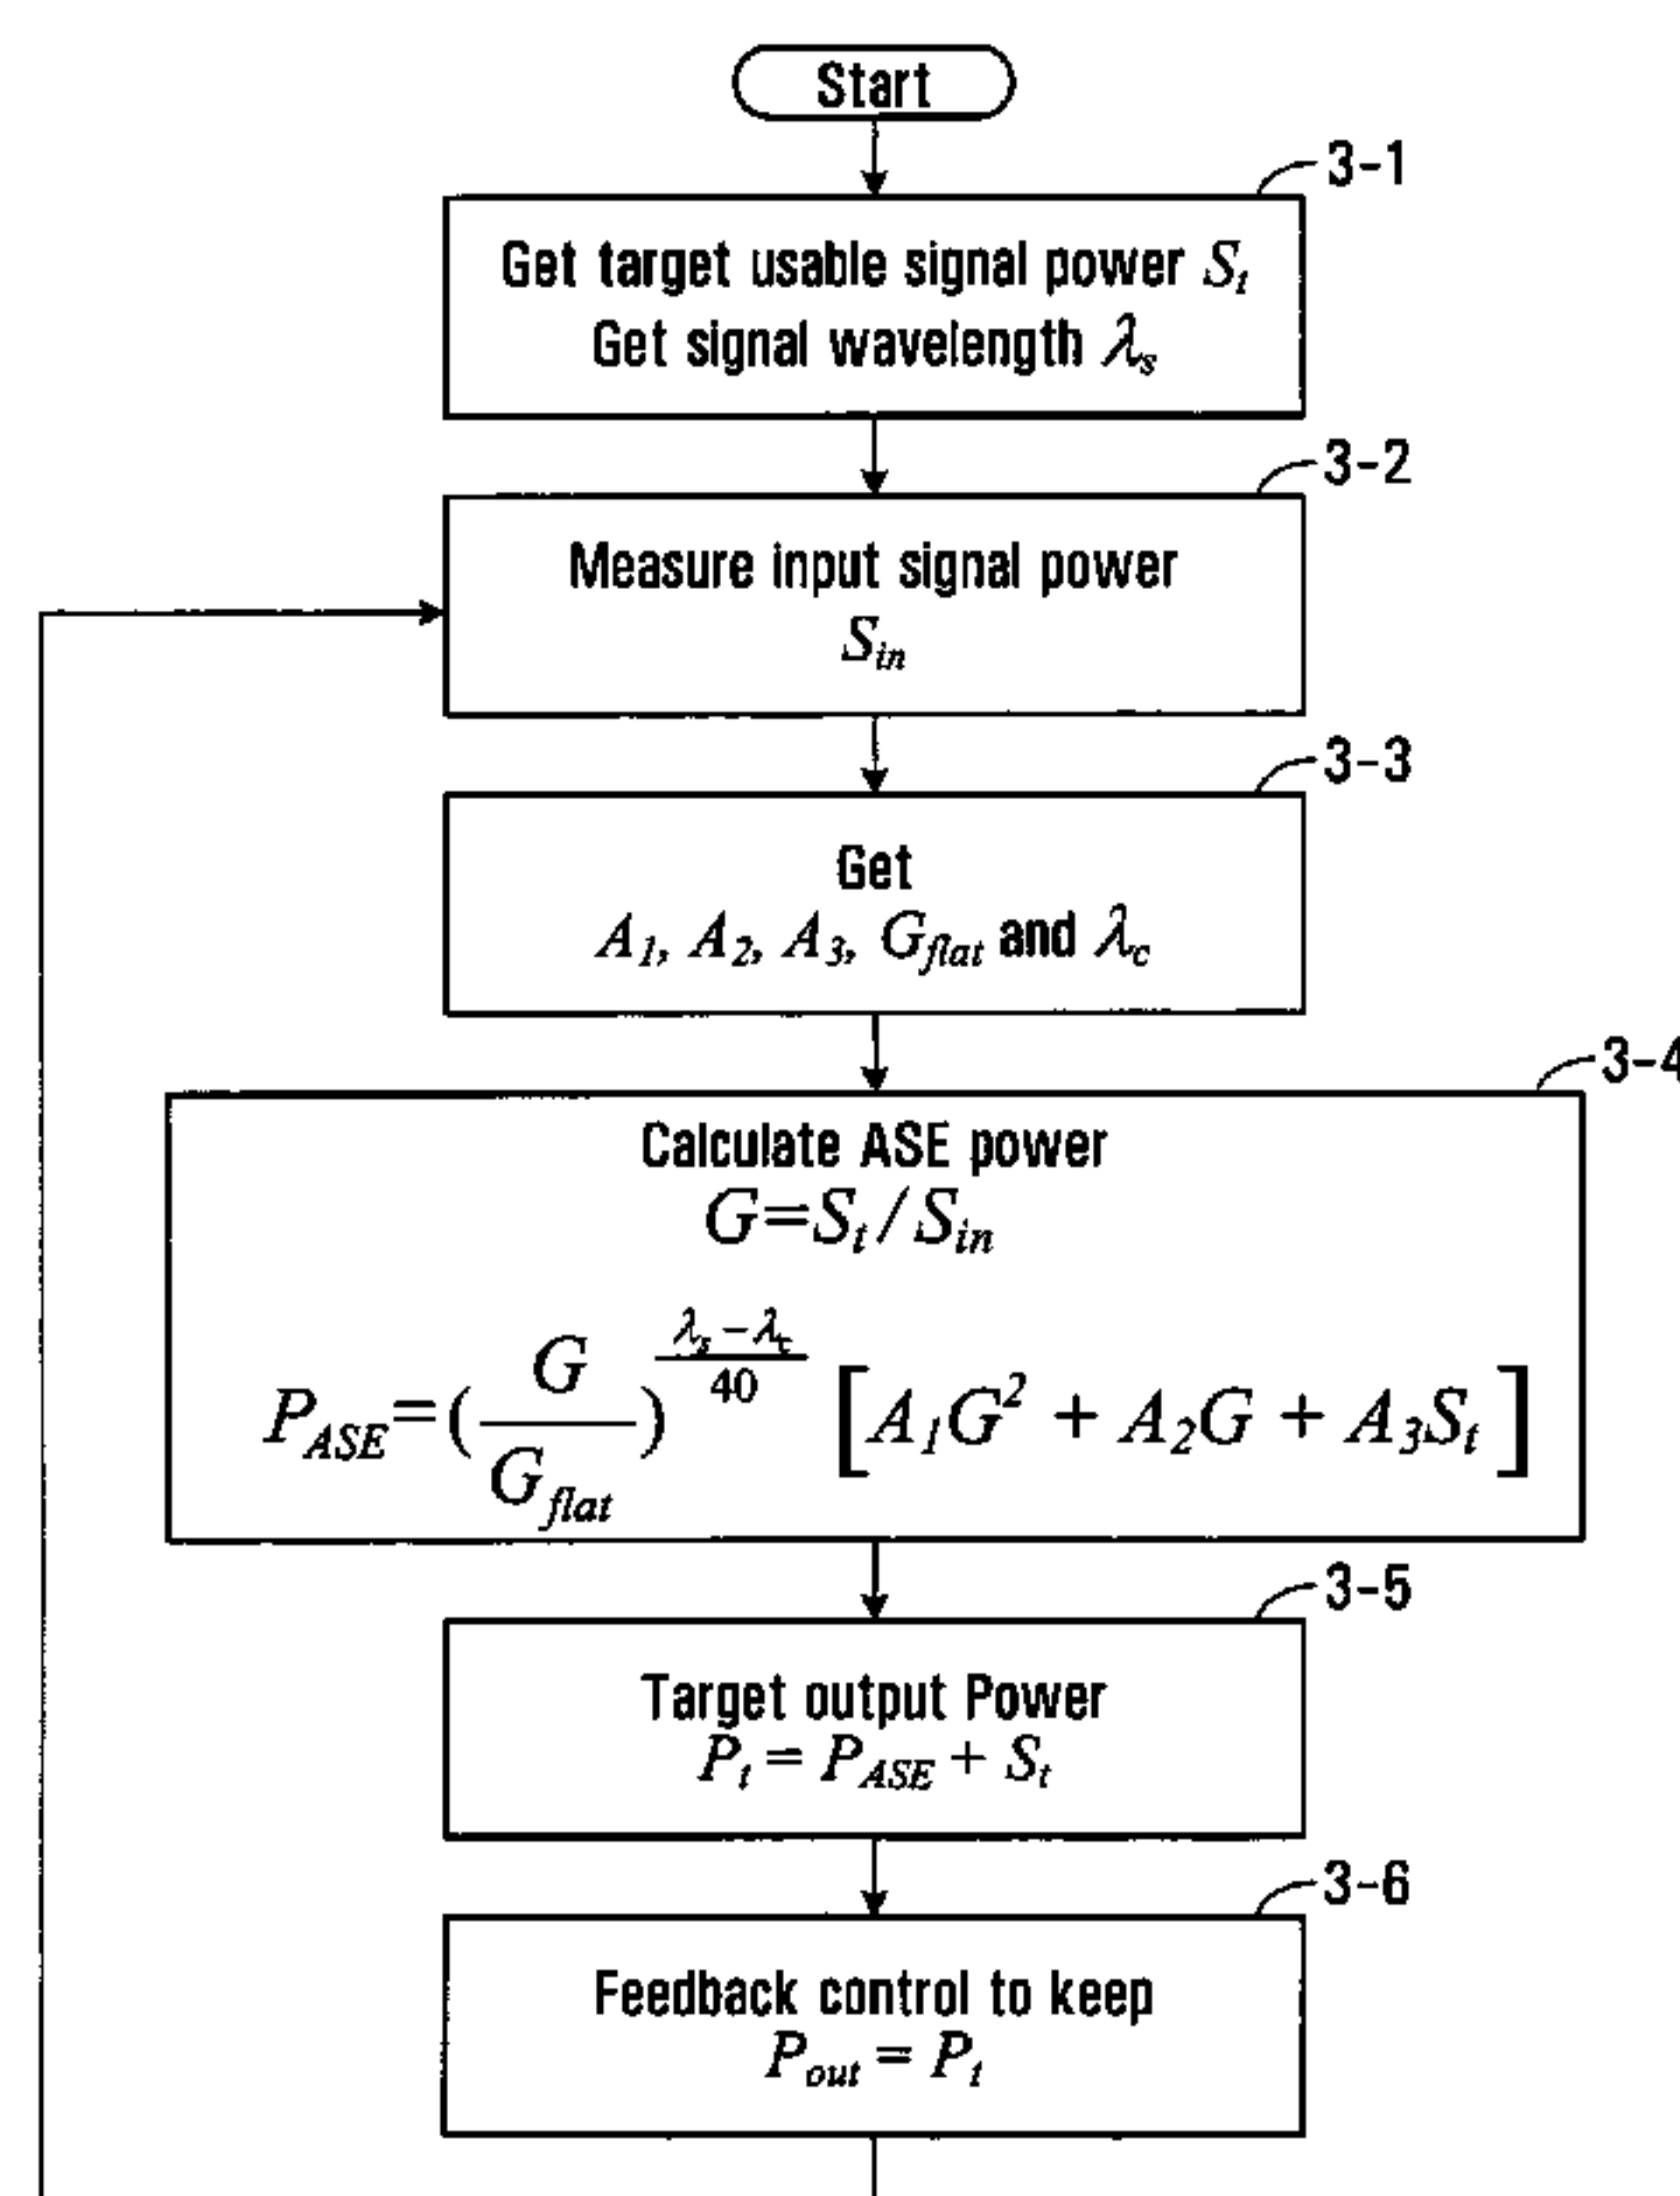 Start
3-1
Get target usable signal power S_t
Get signal wavelength λ_s
3-2
Measure input signal power
S_in
3-3
Get
A_1, A_2, A_3, G_flat and λ_c
3-4
Calculate ASE power
G=S_t/S_in
P_ASE=(G/G_flat)^((λ_s-λ_c)/40) [A_1G^2 + A_2G + A_3S_t]
3-5
Target output Power
P_t = P_ASE + S_t
3-6
Feedback control to keep
P_out = P_t